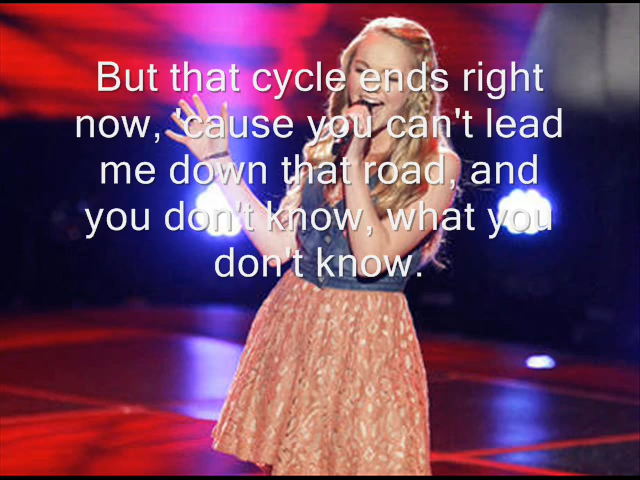 But that cycle ends right
now, 'cause you can't lead
me down that road, and
you don't know, what you
don't know.